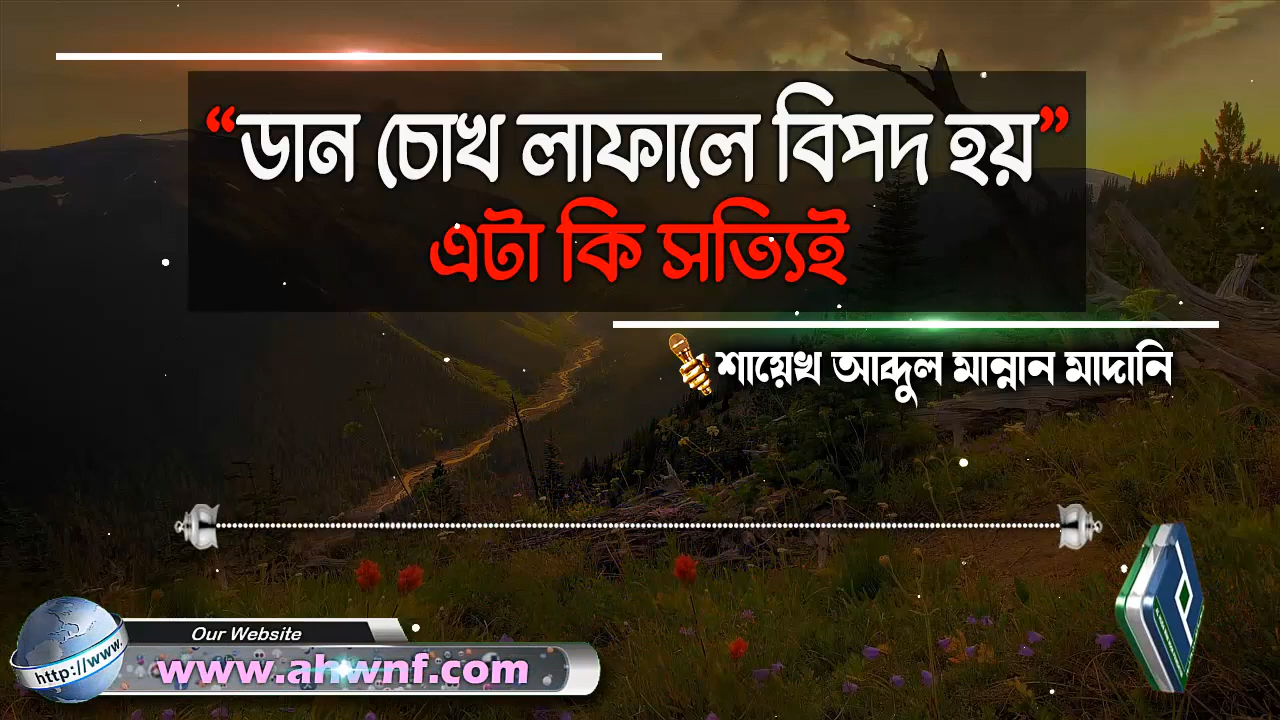 “ডান চোখ লাফালে বিপদ হয়”
এটা কি সত্যিই
শায়েখ আব্দুল মান্নান মাদানি
Our Website
http://www.
www.ahwnf.com